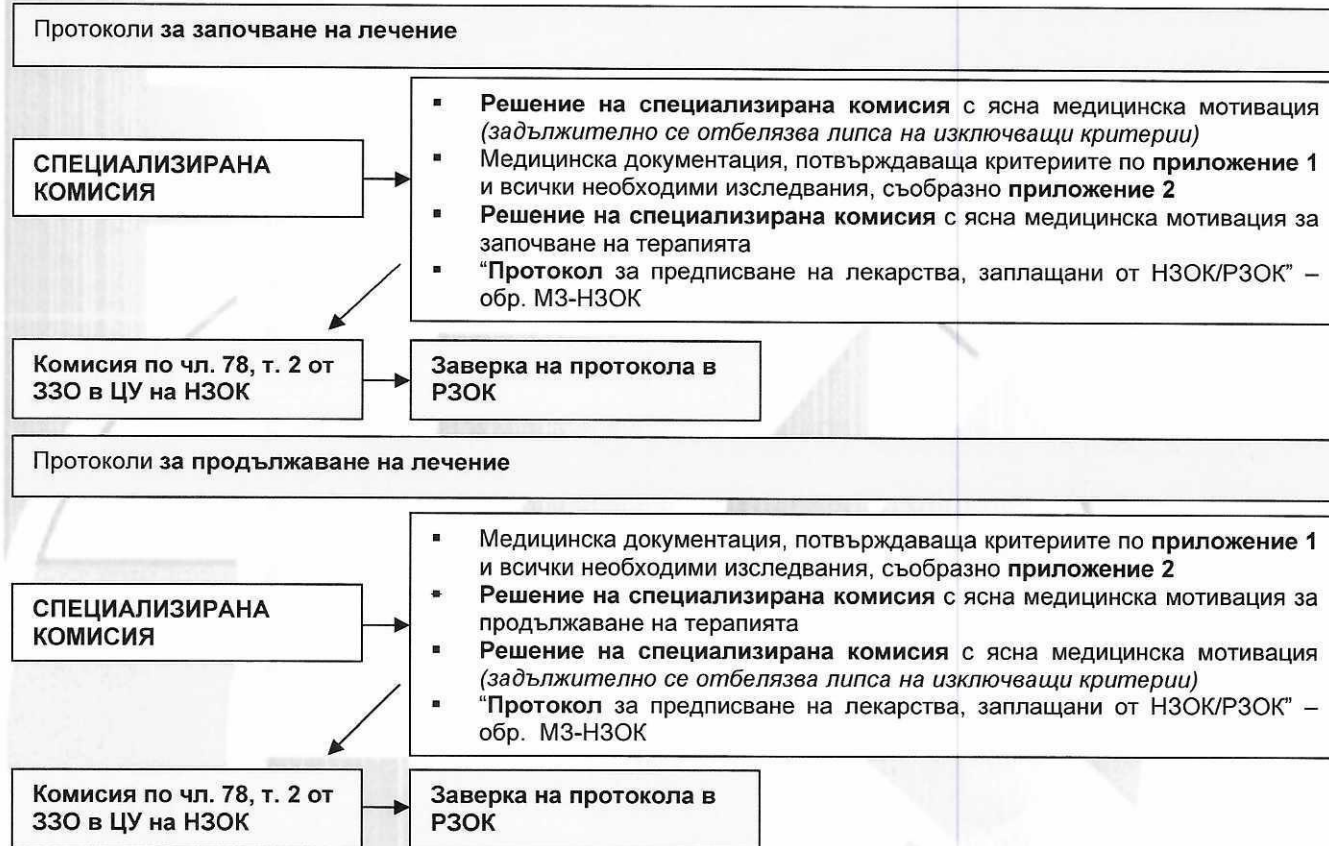 Протоколи за започване на лечение
СПЕЦИАЛИЗИРАНА
КОМИСИЯ
▪ Решение на специализирана комисия с ясна медицинска мотивация
(задължително се отбелязва липса на изключващи критерии)
▪ Медицинска документация, потвърждаваща критериите по приложение 1
и всички необходими изследвания, съобразно приложение 2
▪ Решение на специализирана комисия с ясна медицинска мотивация за
започване на терапията
▪ “Протокол за предписване на лекарства, заплащани от НЗОК/РЗОК” –
обр. МЗ-НЗОК
Комисия по чл. 78, т. 2 от
ЗЗО в ЦУ на НЗОК
Заверка на протокола в
РЗОК
Протоколи за продължаване на лечение
СПЕЦИАЛИЗИРАНА
КОМИСИЯ
▪ Медицинска документация, потвърждаваща критериите по приложение 1
и всички необходими изследвания, съобразно приложение 2
▪ Решение на специализирана комисия с ясна медицинска мотивация за
продължаване на терапията
▪ Решение на специализирана комисия с ясна медицинска мотивация
(задължително се отбелязва липса на изключващи критерии)
▪ “Протокол за предписване на лекарства, заплащани от НЗОК/РЗОК” –
обр. МЗ-НЗОК
Комисия по чл. 78, т. 2 от
ЗЗО в ЦУ на НЗОК
Заверка на протокола в
РЗОК